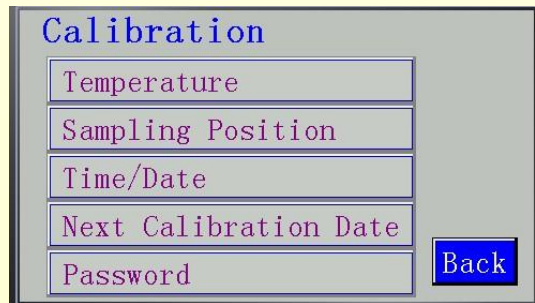 Calibration
Temperature
Sampling Position
Time/Date
Next Calibration Date
Password
Back